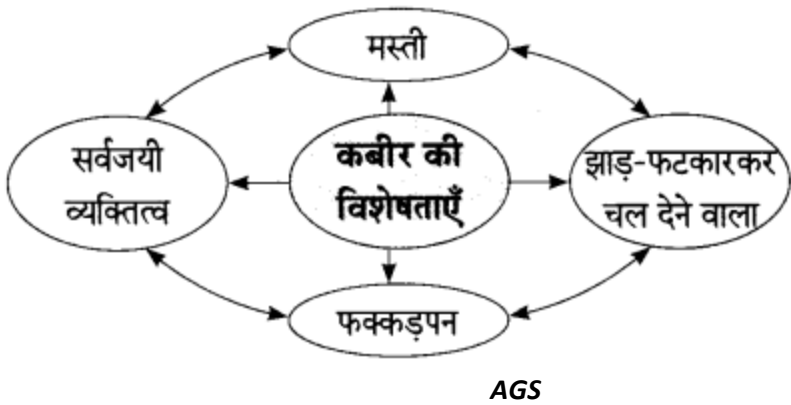 मस्ती
सर्वजयी
व्यक्तित्व
कबीर की
विशेषताएँ
झाड़-फटकारकर
चल देने वाला
फक्कड़पन
AGS